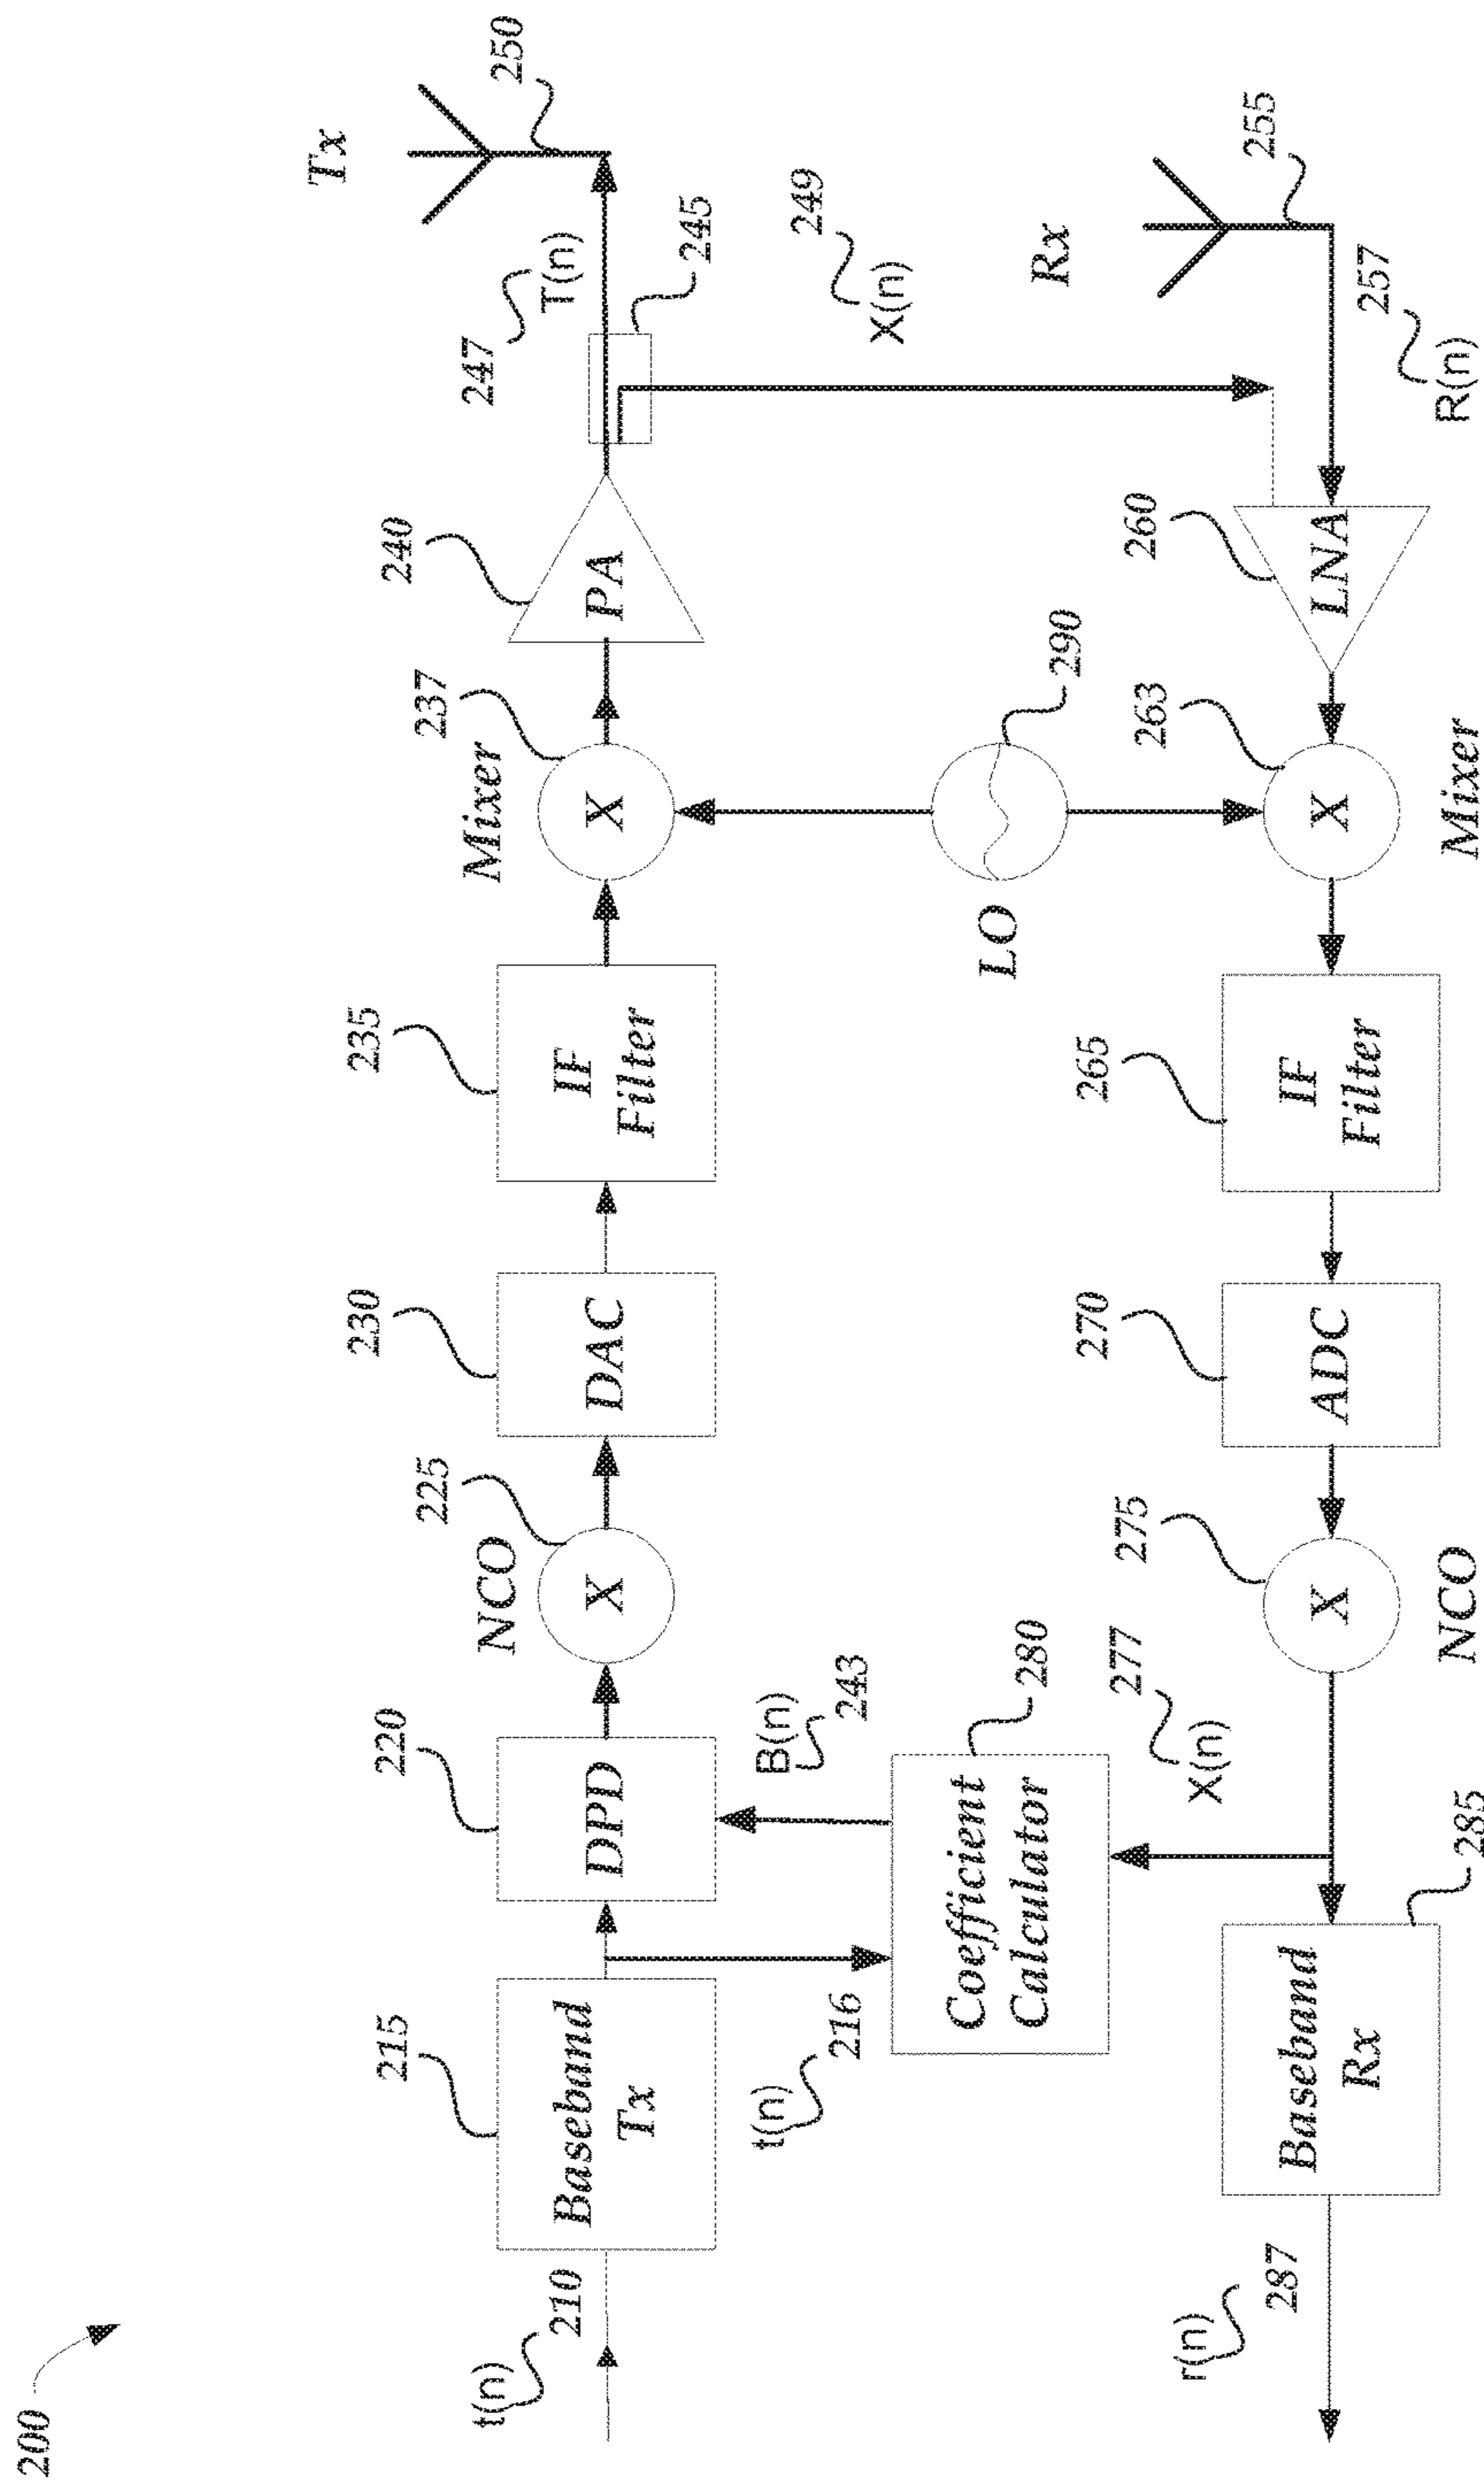 200
t(n)
210
Baseband
Tx
215
t(n)
216
DPD
220
B(n)
243
NCO
X
225
DAC
230
IF
Filter
235
Mixer
X
237
PA
240
247
T(n)
245
Tx
250
X(n)
249
LO
290
Coefficient
Calculator
280
Rx
255
257
R(n)
LNA
260
Mixer
X
263
IF
Filter
265
ADC
270
NCO
X
275
X(n)
277
Baseband
Rx
285
r(n)
287